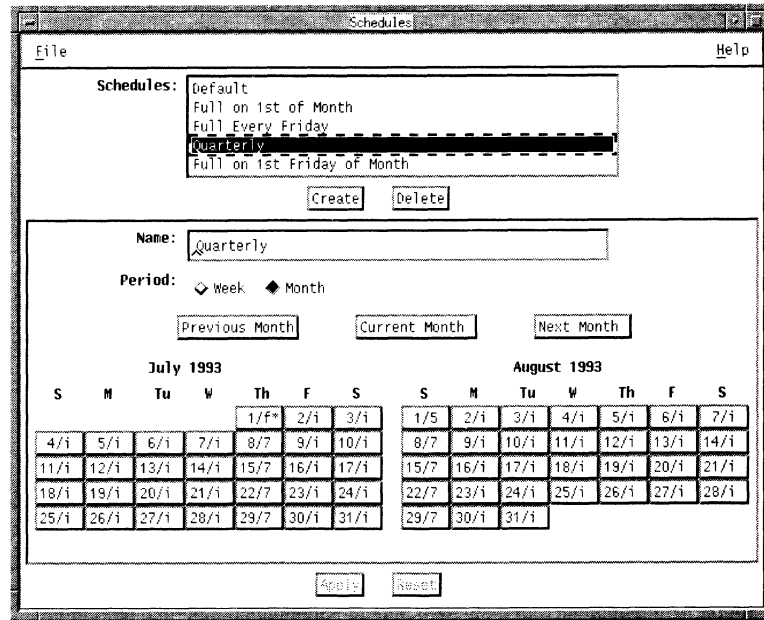 Schedules
File Help
Schedules:
Default
Full on 1st of Month
Full Every Friday
Quarterly
Full on 1st Friday of Month
Create Delete
Name: Quarterly
Period: Week Month
Previous Month Current Month Next Month
July 1993
S M Tu W Th F S
1/f* 2/i 3/i
4/i 5/i 6/i 7/i 8/7 9/i 10/i
11/i 12/i 13/i 14/i 15/7 16/i 17/i
18/i 19/i 20/i 21/i 22/7 23/i 24/i
25/i 26/i 27/i 28/i 29/7 30/i 31/i
August 1993
S M Tu W Th F S
1/5 2/i 3/i 4/i 5/i 6/i 7/i
8/7 9/i 10/i 11/i 12/i 13/i 14/i
15/7 16/i 17/i 18/i 19/i 20/i 21/i
22/7 23/i 24/i 25/i 26/i 27/i 28/i
29/7 30/i 31/i
Apply Reset